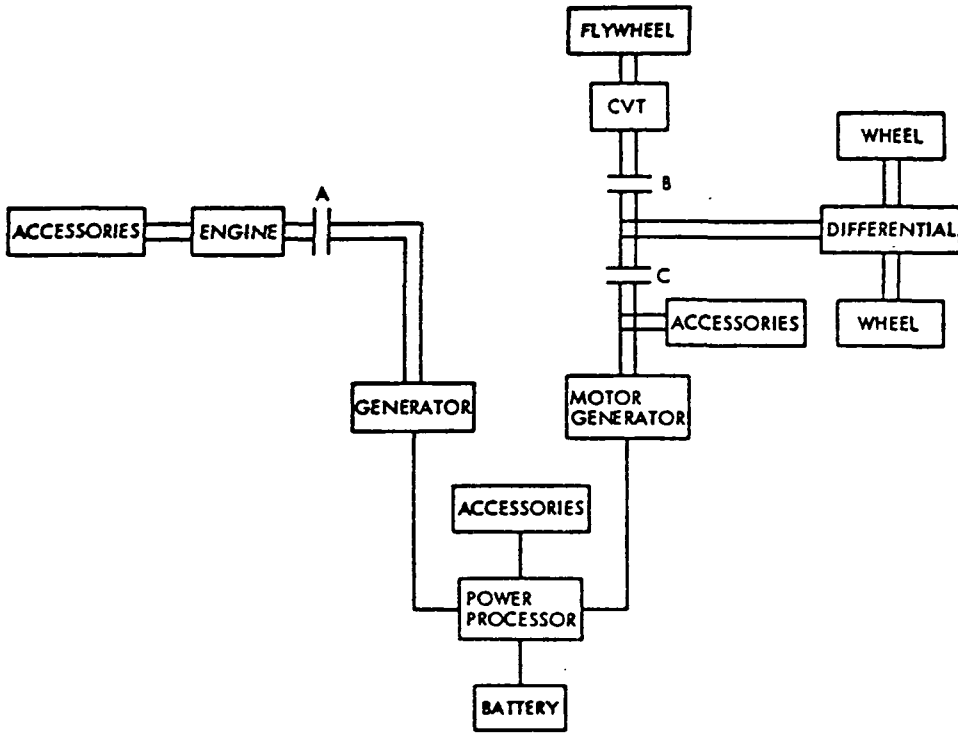 FLYWHEEL
CVT
WHEEL
A
B
ACCESSORIES
ENGINE
DIFFERENTIAL
C
ACCESSORIES
WHEEL
GENERATOR
MOTOR
GENERATOR
ACCESSORIES
POWER
PROCESSOR
BATTERY